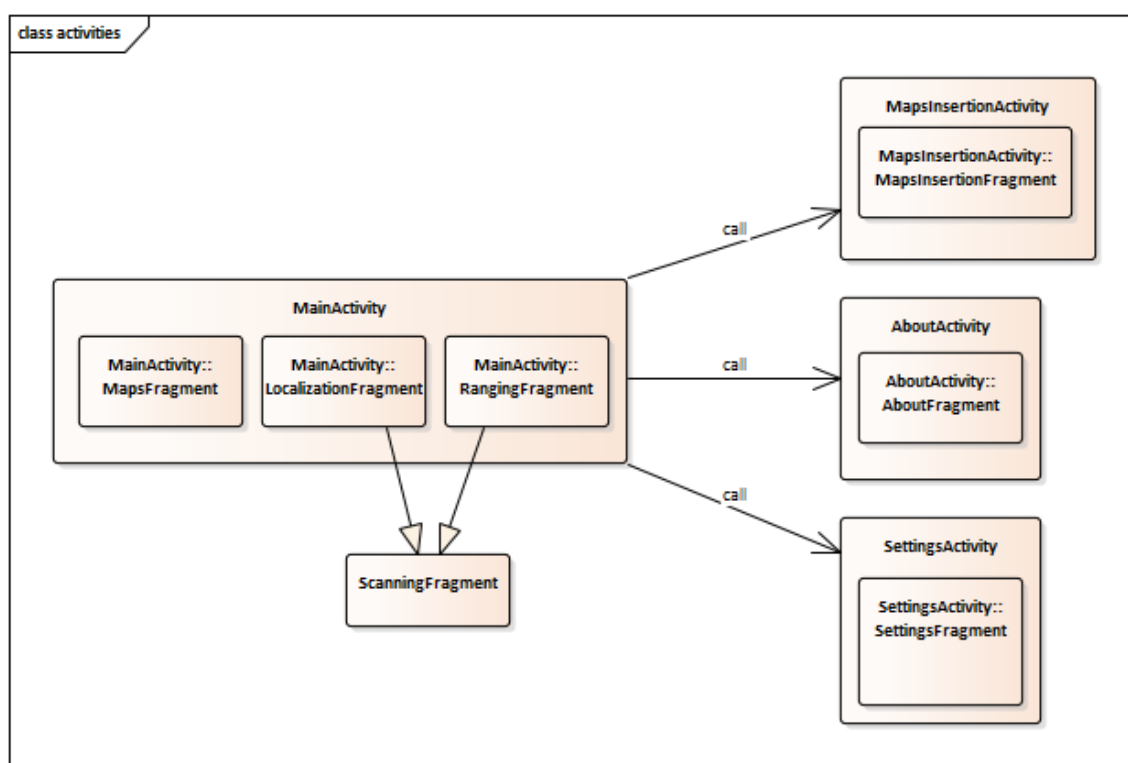 class activities
MapsInsertionActivity
MapsInsertionActivity::
MapsInsertionFragment
call
MainActivity
MainActivity::
MapsFragment
MainActivity::
LocalizationFragment
MainActivity::
RangingFragment
AboutActivity
call
AboutActivity::
AboutFragment
call
SettingsActivity
ScanningFragment
SettingsActivity::
SettingsFragment